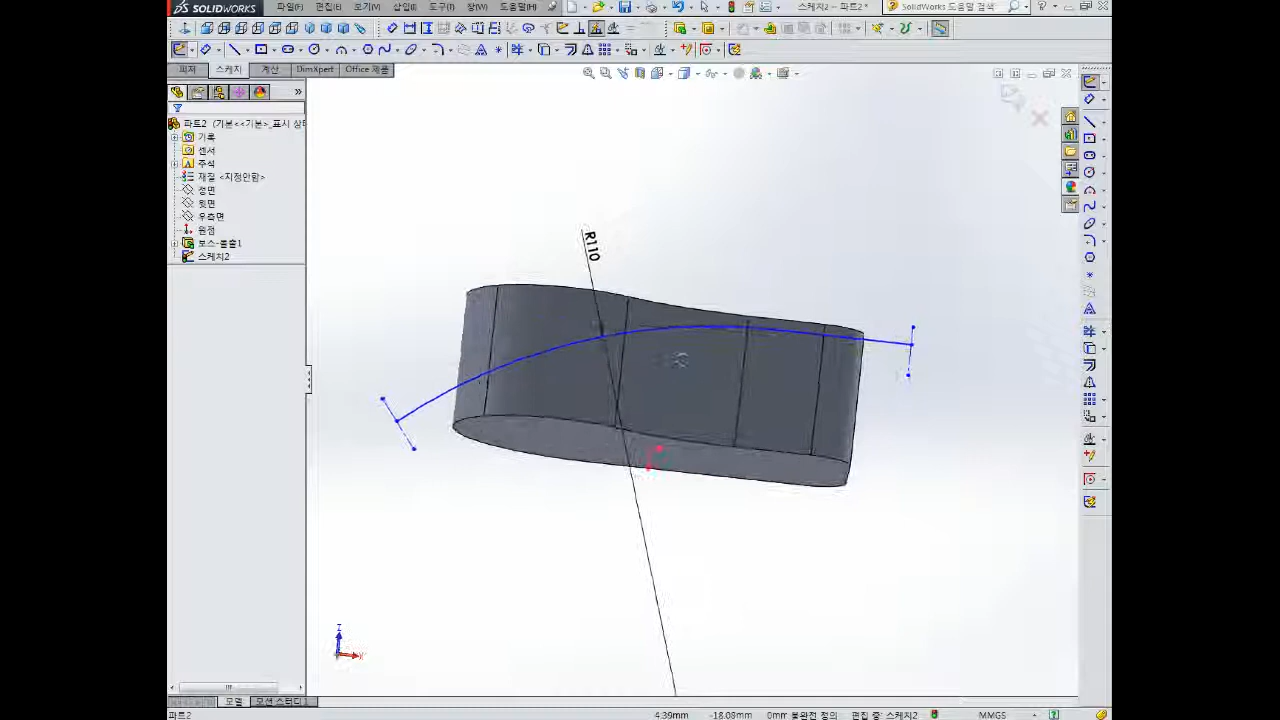 SOLIDWORKS 파일(F) 편집(E) 보기(V) 삽입(I) 도구(T) 창(W) 도움말(H) 스케치2 - 파트2 * SolidWorks 도움말 검색
피처 스케치 계산 DimXpert Office 제품
파트2 (기본<<기본>_표시 상태
기록
센서
주석
재질 <지정안함>
정면
윗면
우측면
원점
보스-돌출1
스케치2
R110
Z
X
모델 모션 스터디 1
파트2 4.39mm -18.09mm 0mm 불완전 정의 편집 중: 스케치2 MMGS